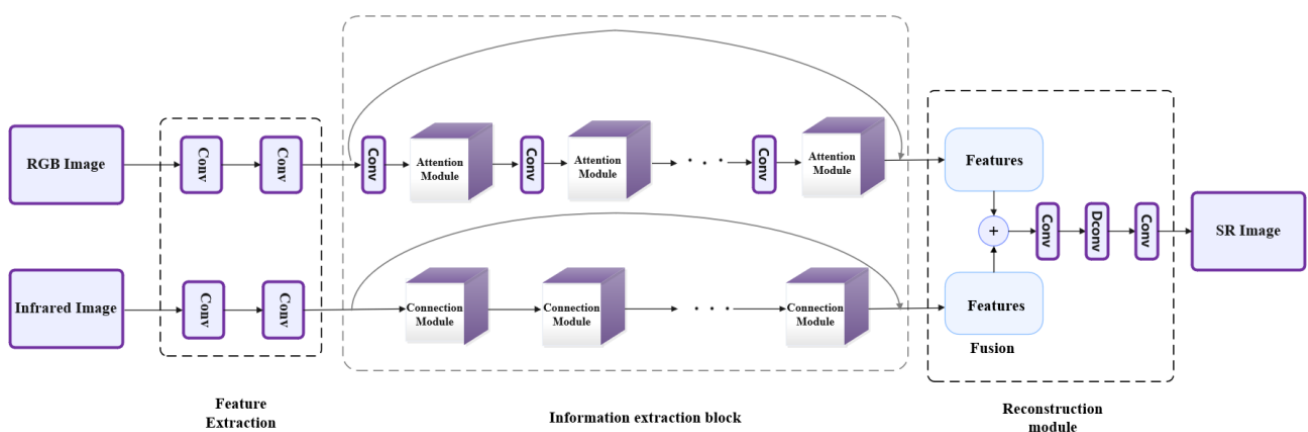 RGB Image
Conv
Conv
Conv
Attention
Module
Conv
Attention
Module
. . .
Conv
Attention
Module
Features
+
Conv
Dconv
Conv
SR Image
Infrared Image
Conv
Conv
Connection
Module
Connection
Module
. . .
Connection
Module
Features
Fusion
Feature
Extraction
Information extraction block
Reconstruction
module